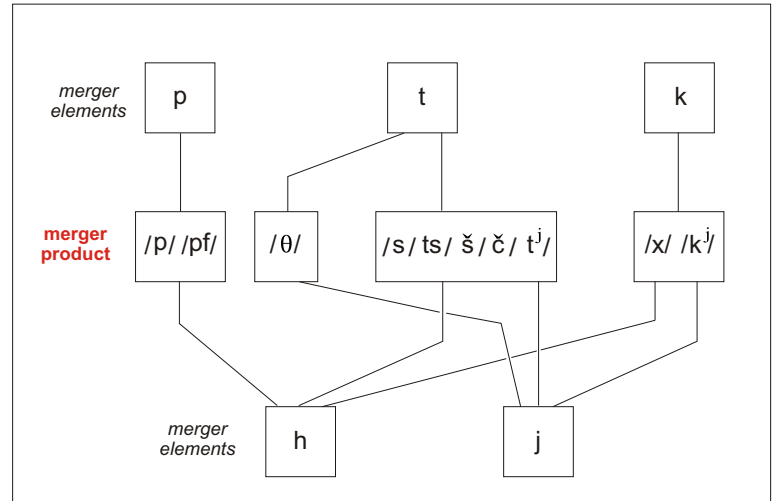 merger
elements
p
t
k
merger
product
/p/ /pf/
/θ/
/s/ ts/ š/ č/ tʲ/
/x/ /kʲ/
merger
elements
h
j